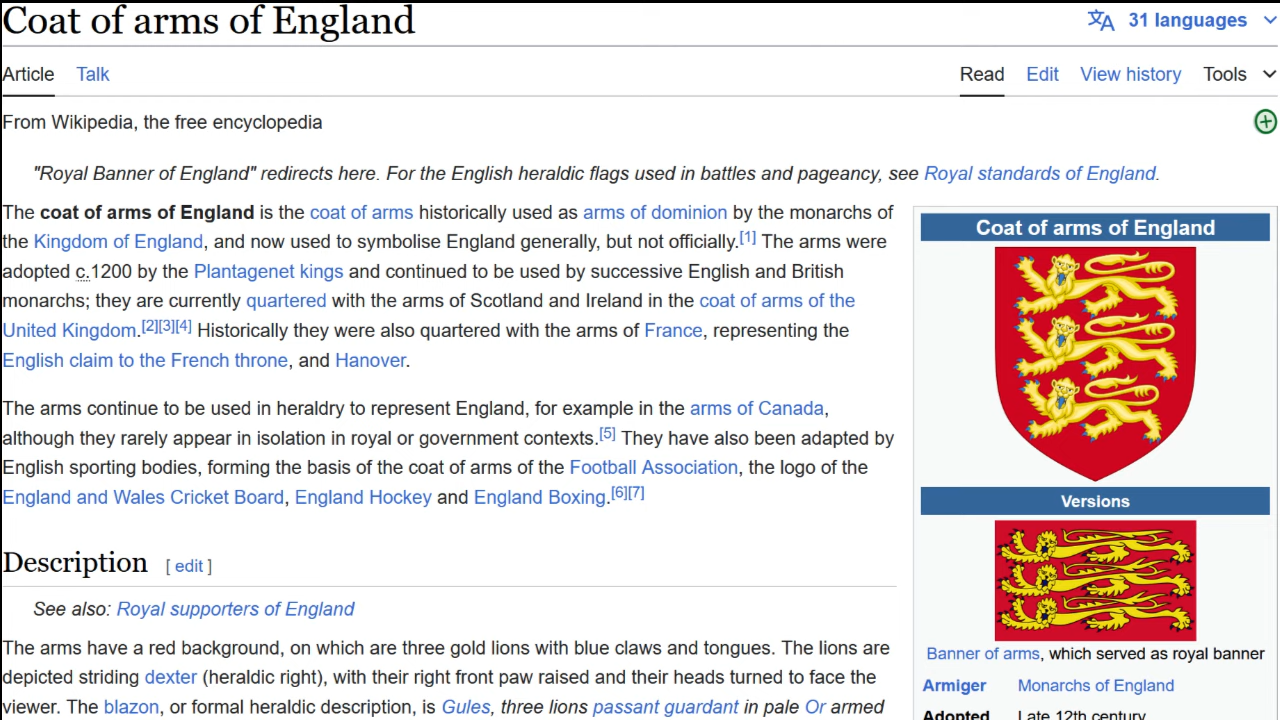 Coat of arms of England
31 languages
Article Talk
Read Edit View history Tools
From Wikipedia, the free encyclopedia
"Royal Banner of England" redirects here. For the English heraldic flags used in battles and pageancy, see Royal standards of England.
The coat of arms of England is the coat of arms historically used as arms of dominion by the monarchs of
the Kingdom of England, and now used to symbolise England generally, but not officially.[1] The arms were
adopted c.1200 by the Plantagenet kings and continued to be used by successive English and British
monarchs; they are currently quartered with the arms of Scotland and Ireland in the coat of arms of the
United Kingdom.[2][3][4] Historically they were also quartered with the arms of France, representing the
English claim to the French throne, and Hanover.
The arms continue to be used in heraldry to represent England, for example in the arms of Canada,
although they rarely appear in isolation in royal or government contexts.[5] They have also been adapted by
English sporting bodies, forming the basis of the coat of arms of the Football Association, the logo of the
England and Wales Cricket Board, England Hockey and England Boxing.[6][7]
Description [ edit ]
See also: Royal supporters of England
The arms have a red background, on which are three gold lions with blue claws and tongues. The lions are
depicted striding dexter (heraldic right), with their right front paw raised and their heads turned to face the
viewer. The blazon, or formal heraldic description, is Gules, three lions passant guardant in pale Or armed
Coat of arms of England
Versions
Banner of arms, which served as royal banner
Armiger Monarchs of England
Adopted Late 12th century